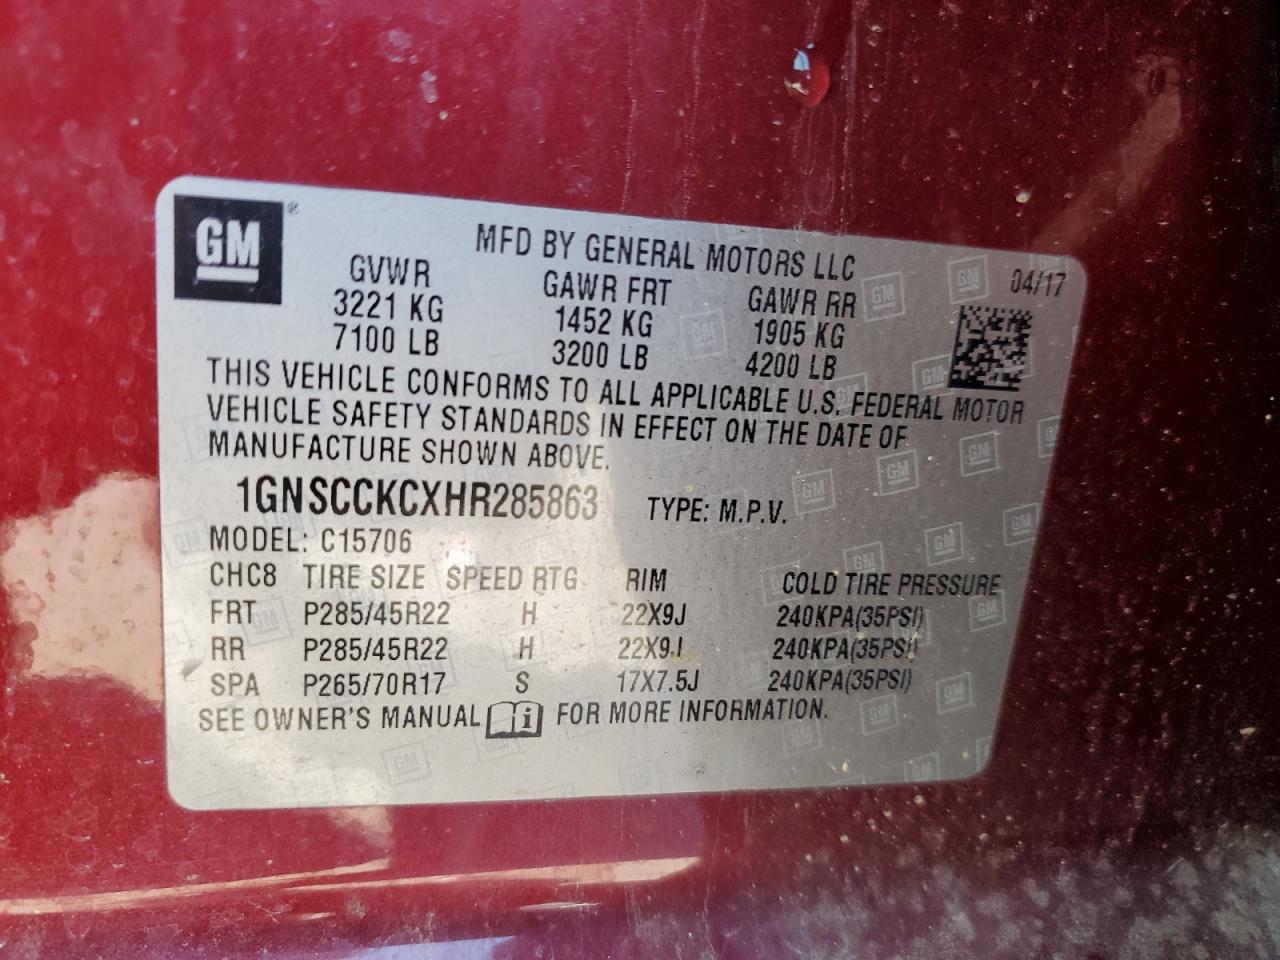 GM ®
MFD BY GENERAL MOTORS LLC
04/17
GVWR GAWR FRT GAWR RR
3221 KG 1452 KG 1905 KG
7100 LB 3200 LB 4200 LB
THIS VEHICLE CONFORMS TO ALL APPLICABLE U.S. FEDERAL MOTOR
VEHICLE SAFETY STANDARDS IN EFFECT ON THE DATE OF
MANUFACTURE SHOWN ABOVE.
1GNSCCKCXHR285863 TYPE: M.P.V.
MODEL: C15706
CHC8 TIRE SIZE SPEED RTG RIM COLD TIRE PRESSURE
FRT P285/45R22 H 22X9J 240KPA(35PSI)
RR P285/45R22 H 22X9J 240KPA(35PSI)
SPA P265/70R17 S 17X7.5J 240KPA(35PSI)
SEE OWNER'S MANUAL i FOR MORE INFORMATION.